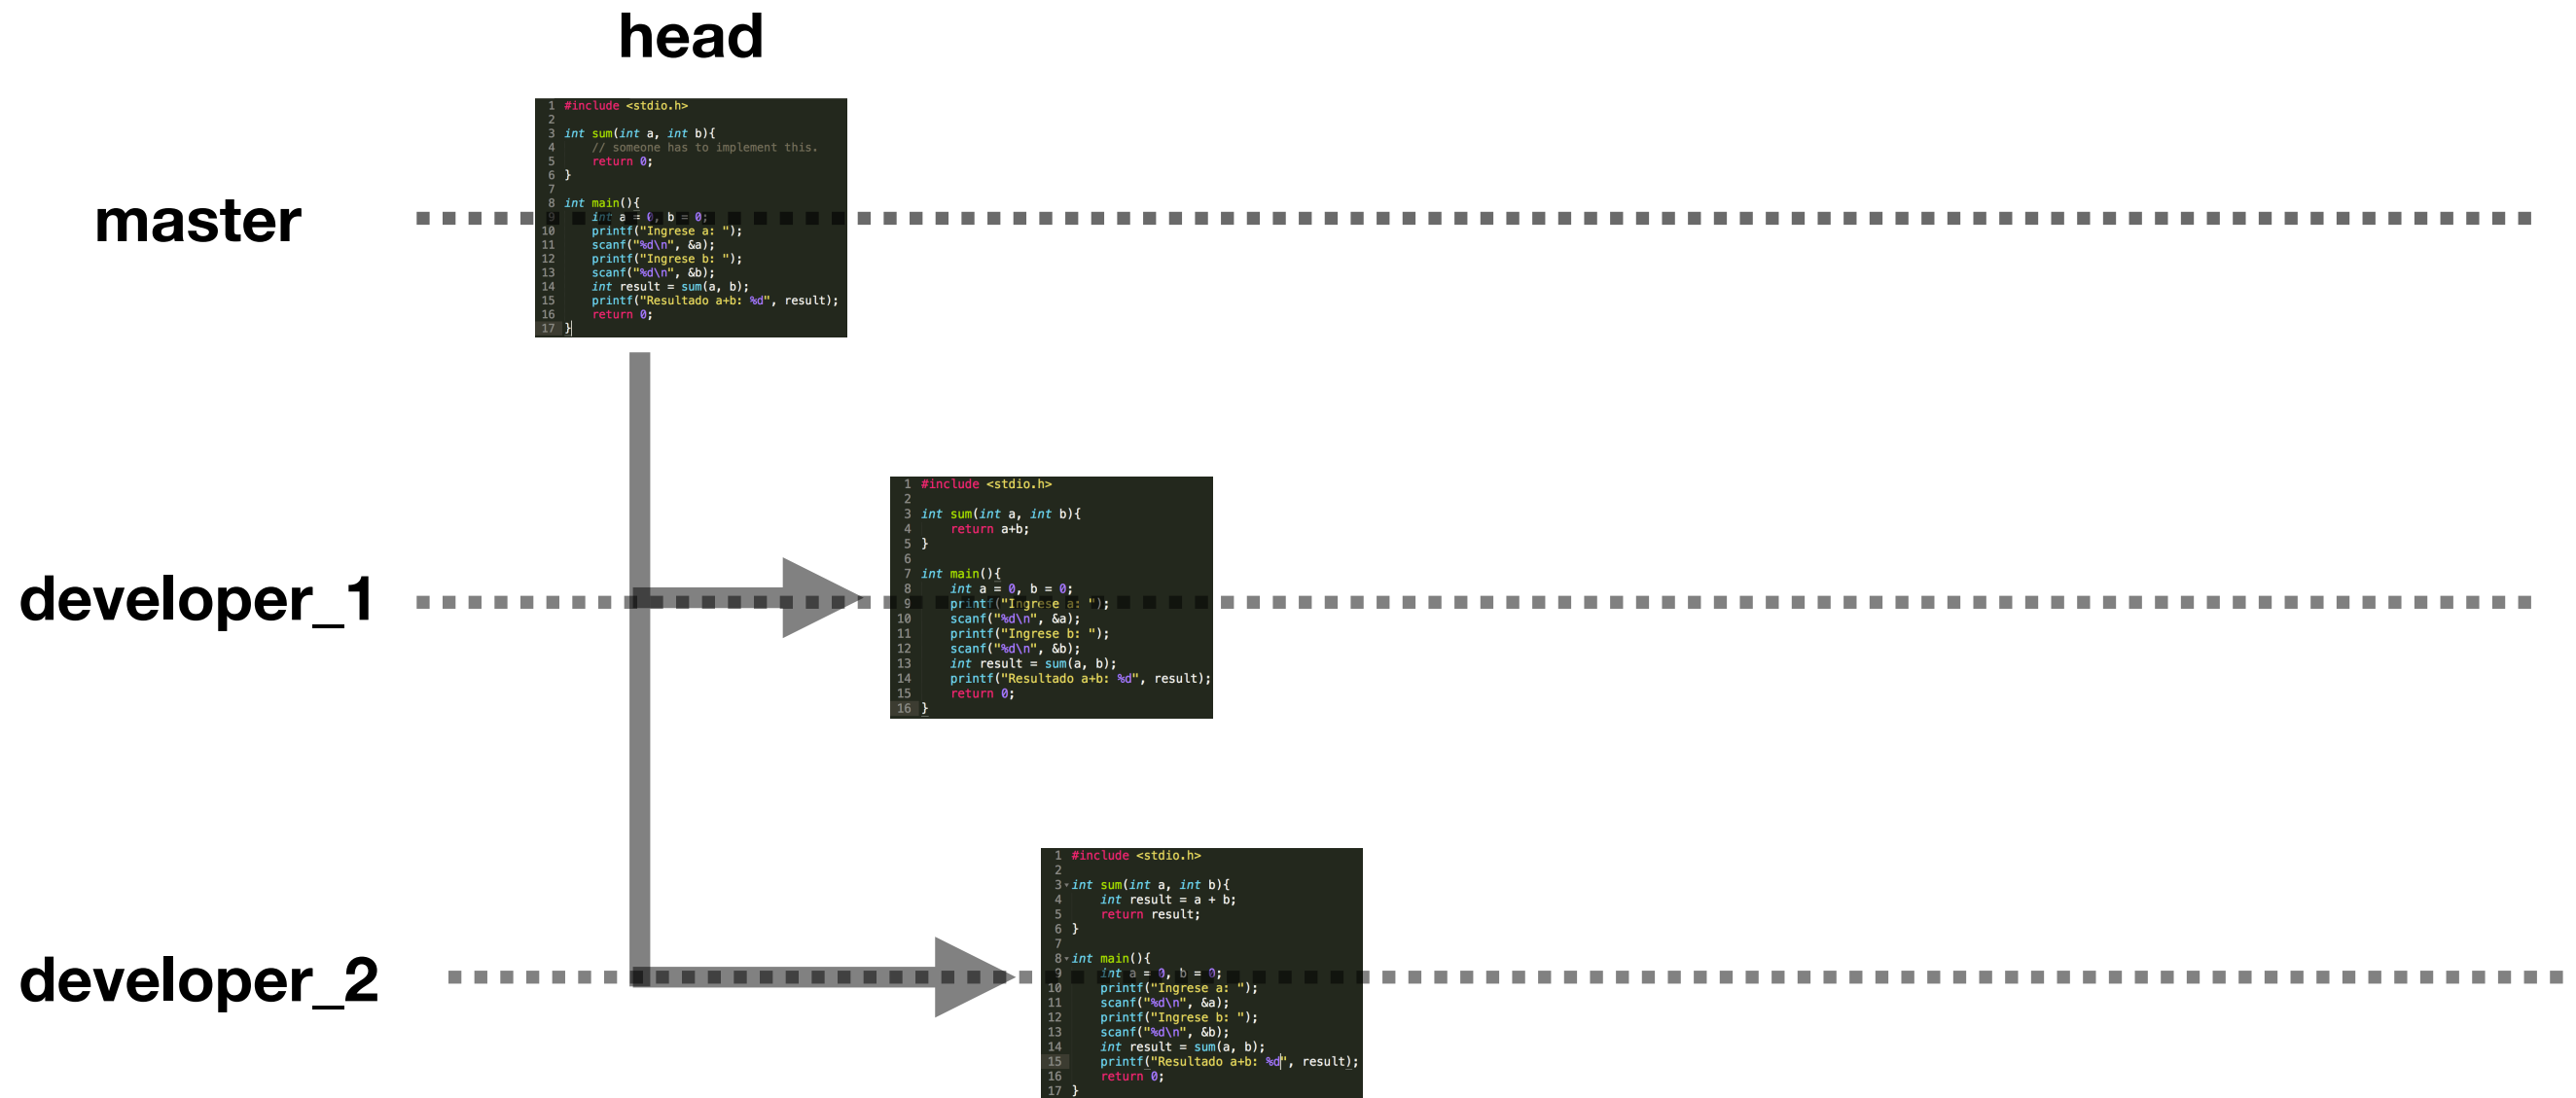 head
master
1 #include <stdio.h>
2
3 int sum(int a, int b){
4 // someone has to implement this.
5 return 0;
6 }
7
8 int main(){
9 int a = 0, b = 0;
10 printf("Ingrese a: ");
11 scanf("%d\n", &a);
12 printf("Ingrese b: ");
13 scanf("%d\n", &b);
14 int result = sum(a, b);
15 printf("Resultado a+b: %d", result);
16 return 0;
17 }
developer_1
1 #include <stdio.h>
2
3 int sum(int a, int b){
4 return a+b;
5 }
6
7 int main(){
8 int a = 0, b = 0;
9 printf("Ingrese a: ");
10 scanf("%d\n", &a);
11 printf("Ingrese b: ");
12 scanf("%d\n", &b);
13 int result = sum(a, b);
14 printf("Resultado a+b: %d", result);
15 return 0;
16 }
developer_2
1 #include <stdio.h>
2
3 int sum(int a, int b){
4 int result = a + b;
5 return result;
6 }
7
8 int main(){
9 int a = 0, b = 0;
10 printf("Ingrese a: ");
11 scanf("%d\n", &a);
12 printf("Ingrese b: ");
13 scanf("%d\n", &b);
14 int result = sum(a, b);
15 printf("Resultado a+b: %d", result);
16 return 0;
17 }